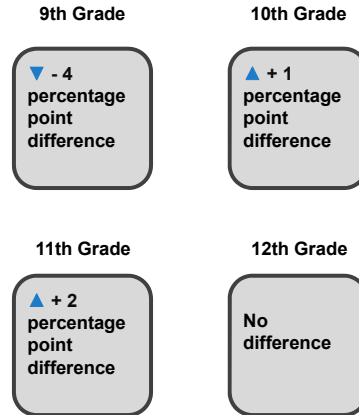 9th Grade
▼ - 4
percentage
point
difference
10th Grade
▲ + 1
percentage
point
difference
11th Grade
▲ + 2
percentage
point
difference
12th Grade
No
difference